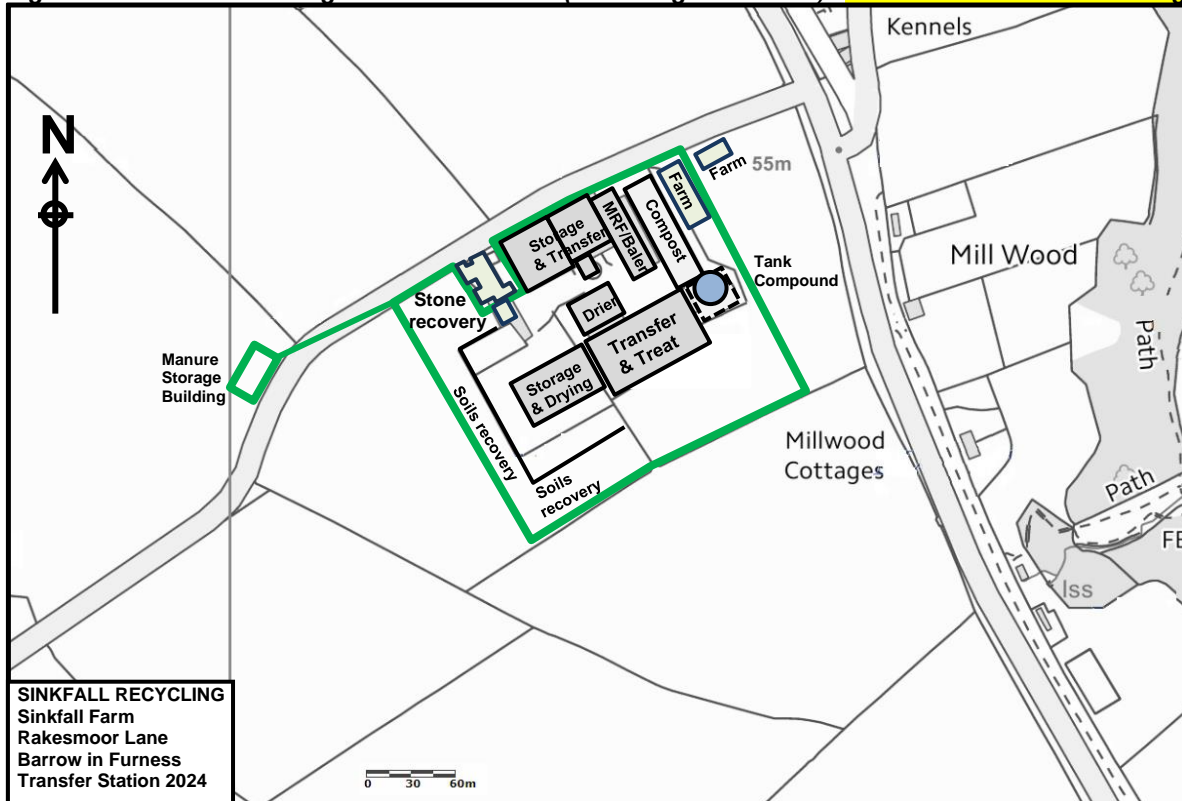 Kennels
N
Farm
55m
Farm
Storage
& Transfer
MRF/Baler
Compost
Mill Wood
Tank
Compound
Stone
recovery
Drier
Path
Transfer
& Treat
Manure
Storage
Building
Storage
& Drying
Soils recovery
Millwood
Cottages
Soils
recovery
Path
Iss
SINKFALL RECYCLING
Sinkfall Farm
Rakesmoor Lane
Barrow in Furness
Transfer Station 2024
0 30 60m